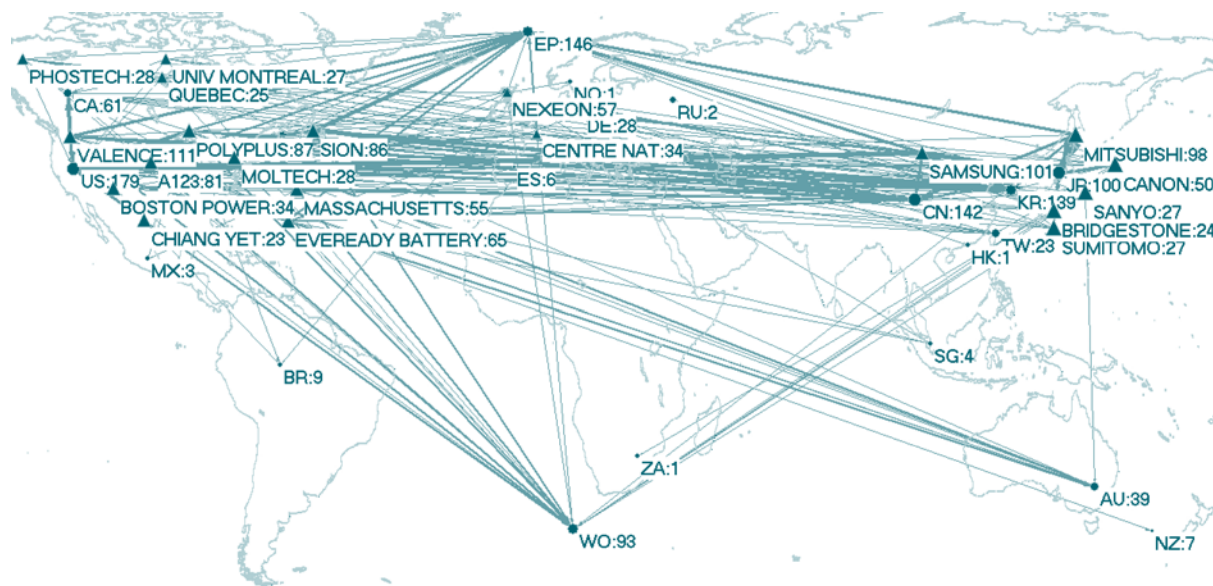 EP:146
PHOSTECH:28
UNIV MONTREAL:27
QUEBEC:25
CA:61
NO:1
NEXEON:57
RU:2
DE:28
VALENCE:111
POLYPLUS:87
SION:86
CENTRE NAT:34
MITSUBISHI:98
US:179
A123:81
MOLTECH:28
ES:6
SAMSUNG:101
JP:100
CANON:50
BOSTON POWER:34
MASSACHUSETTS:55
CN:142
KR:139
SANYO:27
CHIANG YET:23
EVEREADY BATTERY:65
TW:23
BRIDGESTONE:24
SUMITOMO:27
HK:1
MX:3
SG:4
BR:9
ZA:1
AU:39
WO:93
NZ:7